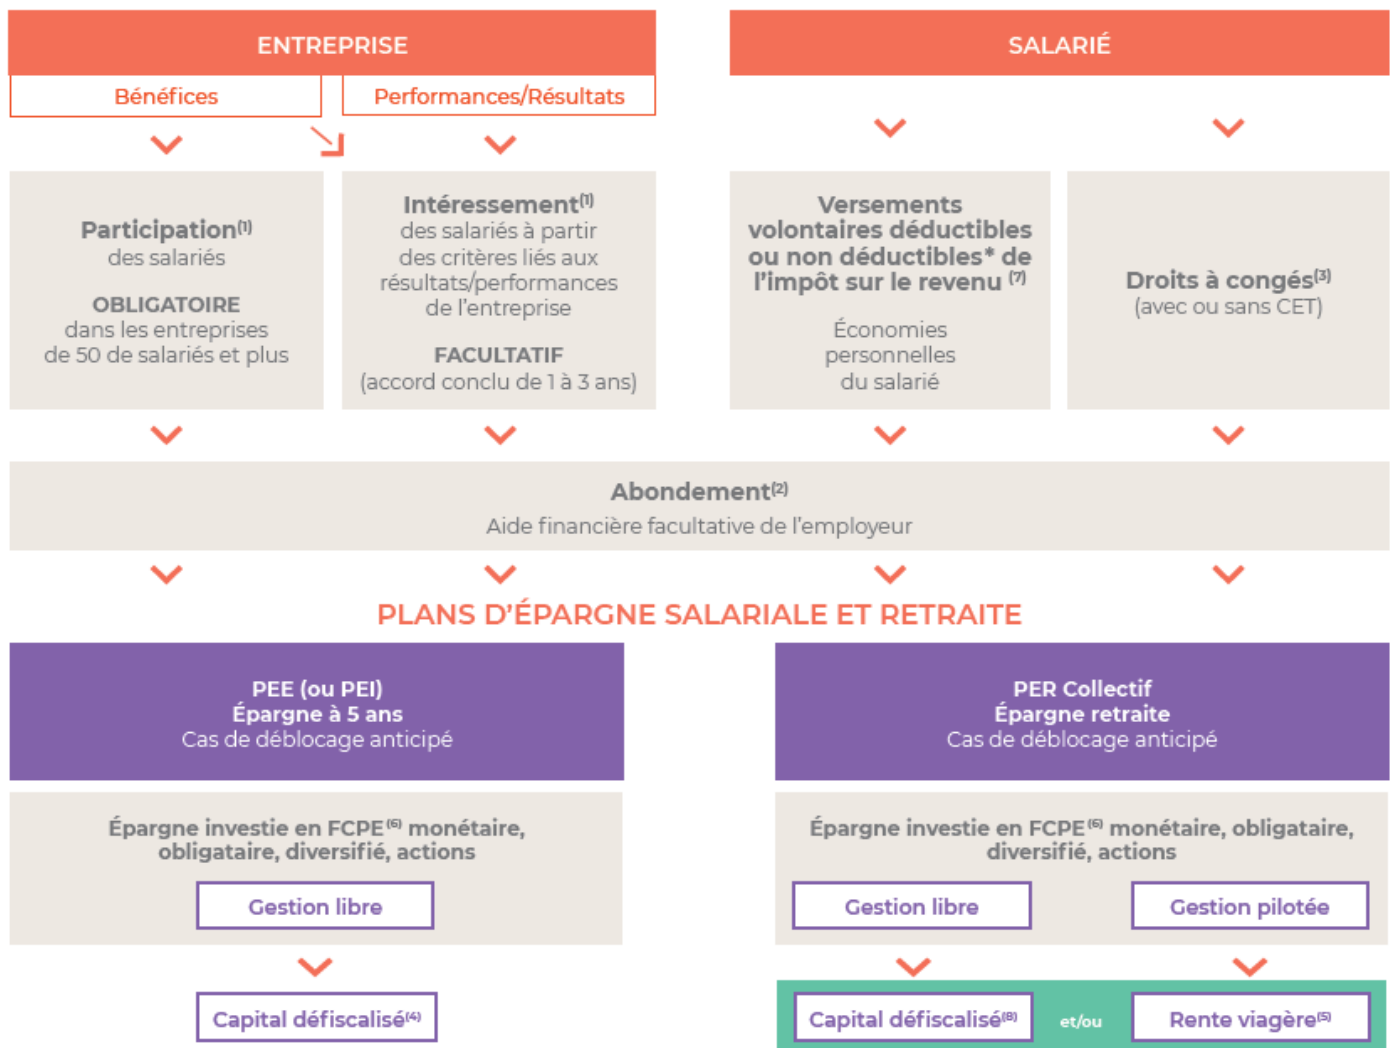 ENTREPRISE
SALARIÉ
Bénéfices
Performances/Résultats
Participation(1)
des salariés
OBLIGATOIRE
dans les entreprises
de 50 de salariés et plus
Intéressement(1)
des salariés à partir
des critères liés aux
résultats/performances
de l'entreprise
FACULTATIF
(accord conclu de 1 à 3 ans)
Versements
volontaires déductibles
ou non déductibles* de
l'impôt sur le revenu (7)
Économies
personnelles
du salarié
Droits à congés(3)
(avec ou sans CET)
Abondement(2)
Aide financière facultative de l'employeur
PLANS D'ÉPARGNE SALARIALE ET RETRAITE
PEE (ou PEI)
Épargne à 5 ans
Cas de déblocage anticipé
PER Collectif
Épargne retraite
Cas de déblocage anticipé
Épargne investie en FCPE(6) monétaire,
obligataire, diversifié, actions
Gestion libre
Épargne investie en FCPE(6) monétaire, obligataire,
diversifié, actions
Gestion libre
Gestion pilotée
Capital défiscalisé(4)
Capital défiscalisé(8)
et/ou
Rente viagère(5)